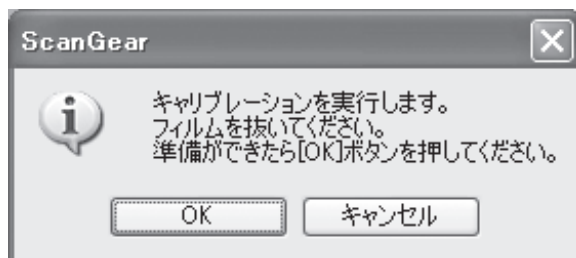 ScanGear
キャリブレーションを実行します。
フィルムを抜いてください。
準備ができたら[OK]ボタンを押してください。
OK
キャンセル